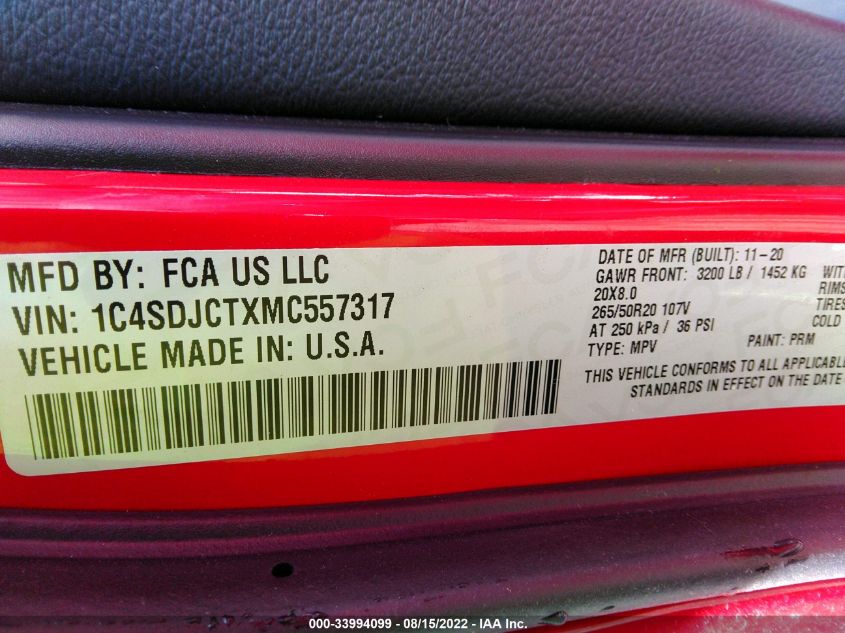 MFD BY: FCA US LLC
VIN: 1C4SDJCTXMC557317
VEHICLE MADE IN: U.S.A.
DATE OF MFR (BUILT): 11-20
GAWR FRONT: 3200 LB / 1452 KG WITH
20X8.0 RIMS
265/50R20 107V TIRES
AT 250 kPa / 36 PSI COLD
TYPE: MPV PAINT: PRM
THIS VEHICLE CONFORMS TO ALL APPLICABLE
STANDARDS IN EFFECT ON THE DATE
000-33994099 - 08/15/2022 - IAA Inc.